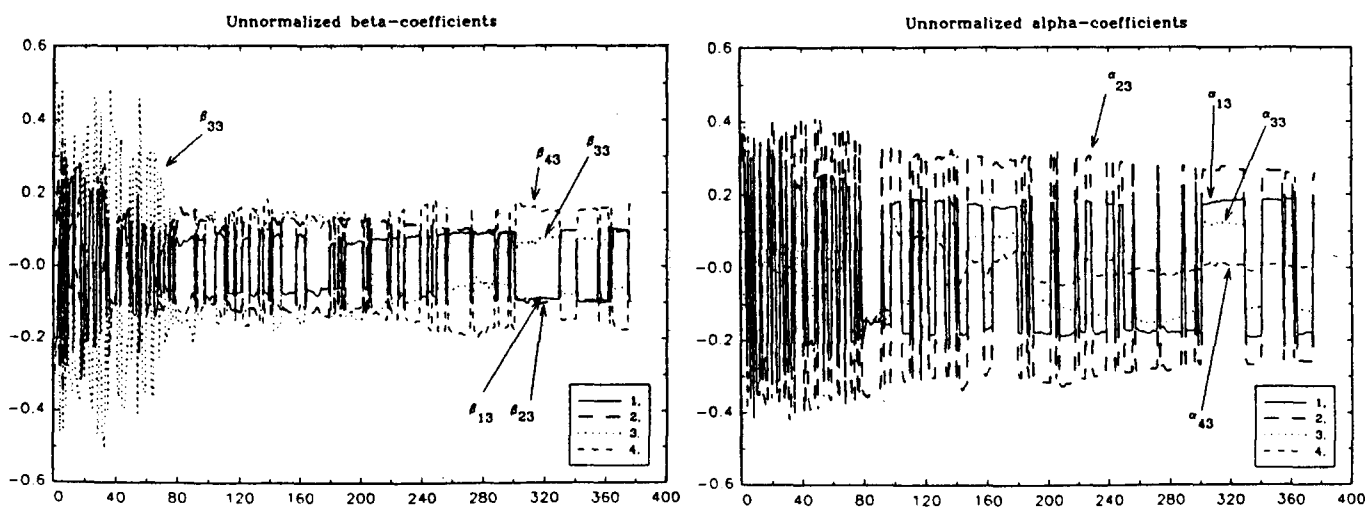 Unnormalized beta-coefficients
0.6
0.4
0.2
-0.0
-0.2
-0.4
-0.6
0 40 80 120 160 200 240 280 320 360 400
β33
β43
β33
β13
β23
1.
2.
3.
4.
Unnormalized alpha-coefficients
0.6
0.4
0.2
-0.0
-0.2
-0.4
-0.6
0 40 80 120 160 200 240 280 320 360 400
α23
α13
α33
α43
1.
2.
3.
4.